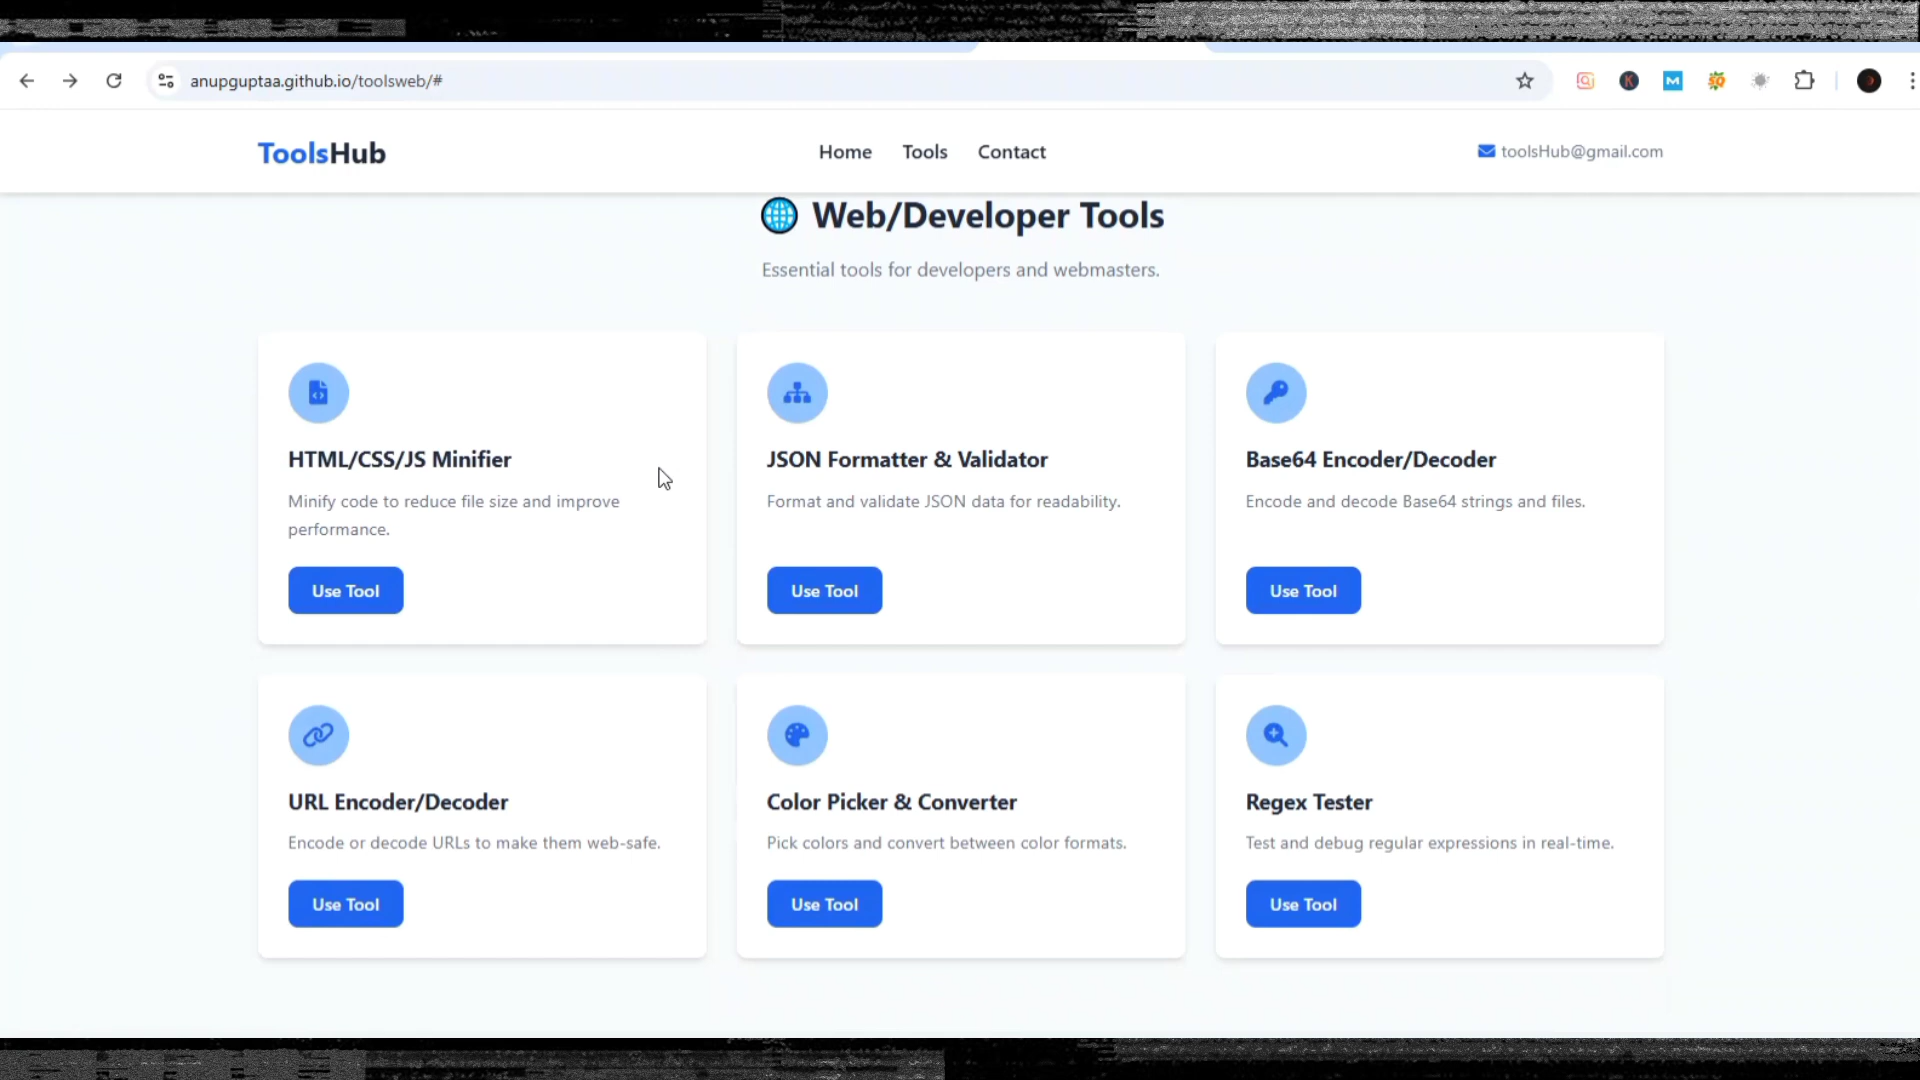 anupguptaa.github.io/toolsweb/#
ToolsHub
Home Tools Contact
toolsHub@gmail.com
Web/Developer Tools
Essential tools for developers and webmasters.
HTML/CSS/JS Minifier
Minify code to reduce file size and improve
performance.
Use Tool
JSON Formatter & Validator
Format and validate JSON data for readability.
Use Tool
Base64 Encoder/Decoder
Encode and decode Base64 strings and files.
Use Tool
URL Encoder/Decoder
Encode or decode URLs to make them web-safe.
Use Tool
Color Picker & Converter
Pick colors and convert between color formats.
Use Tool
Regex Tester
Test and debug regular expressions in real-time.
Use Tool